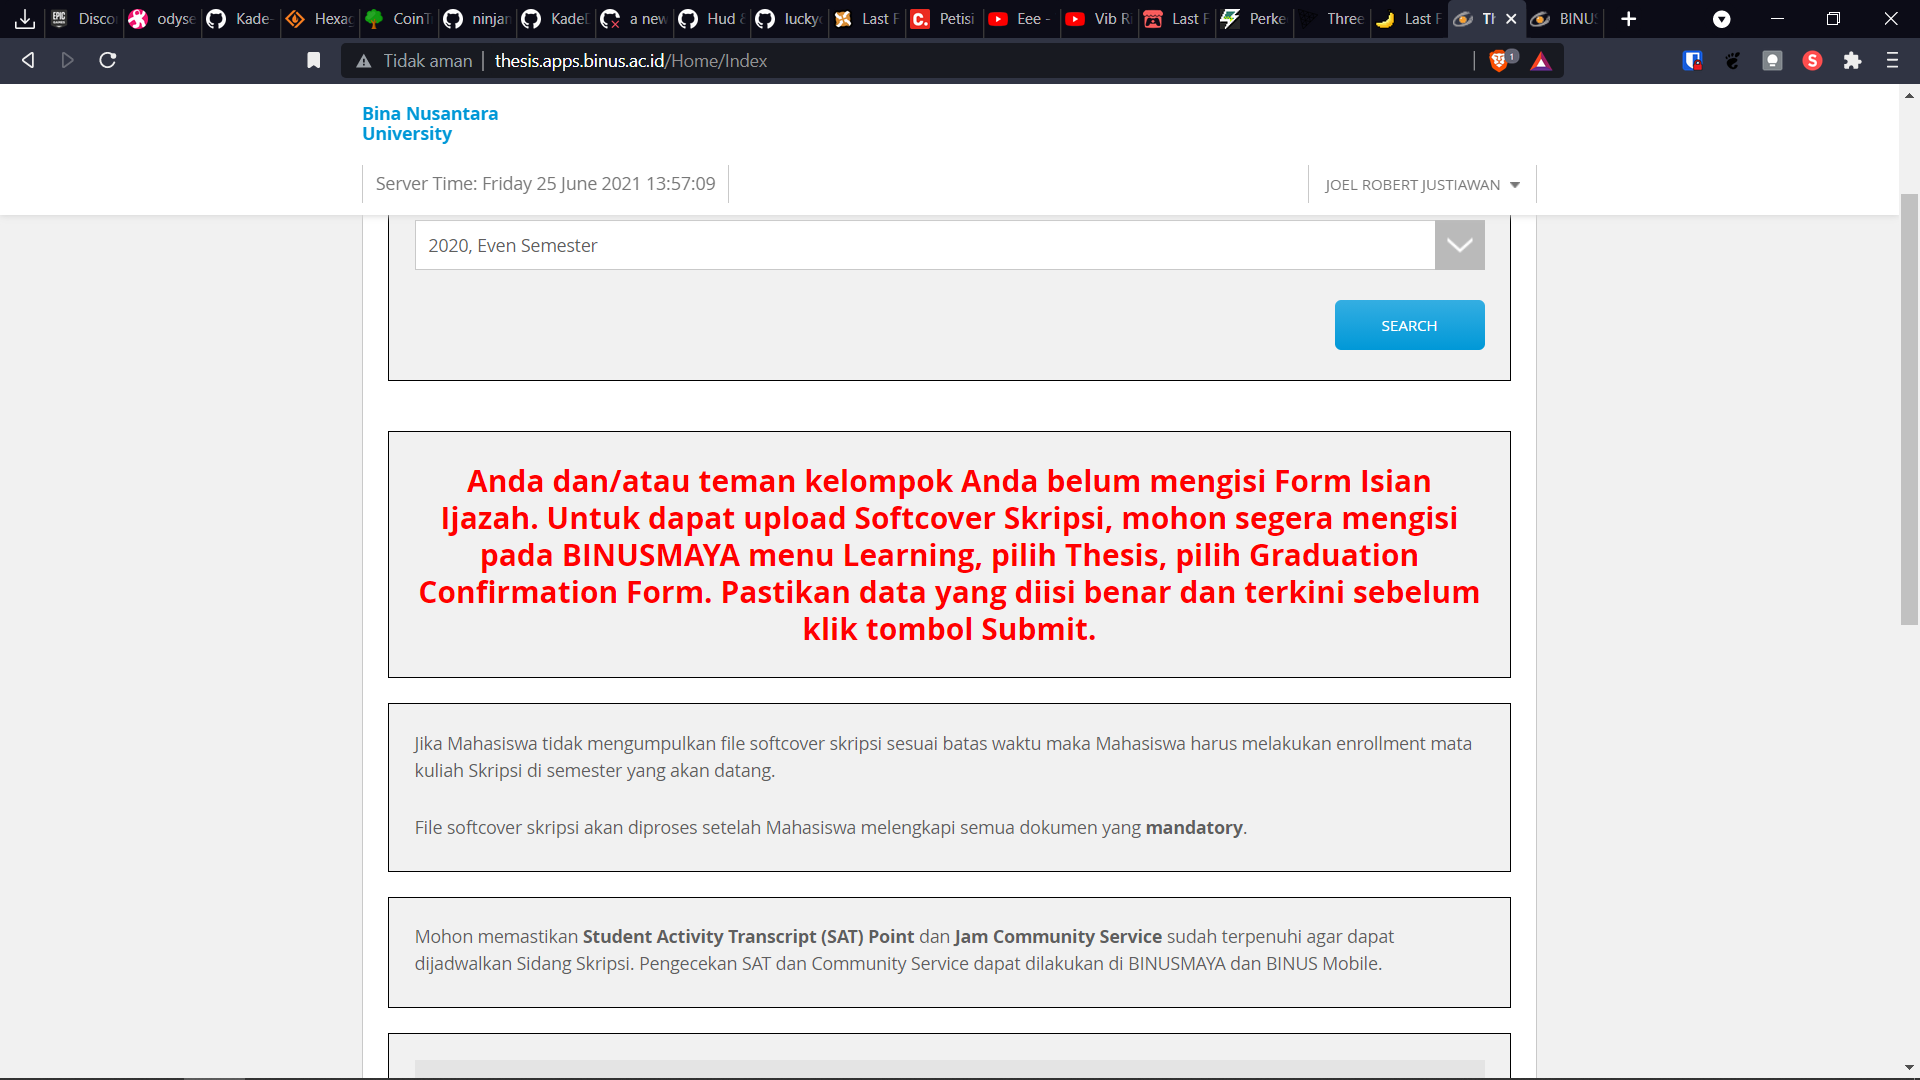 Disco
odyse
Kade-
Hexag
CoinT
ninjan
KadeD
a new
Hud &
lucky
Last F
Petisi
Eee -
Vib Ri
Last F
Perke
Three
Last F
Th
BINUS
Tidak aman | thesis.apps.binus.ac.id/Home/Index
Bina Nusantara
University
Server Time: Friday 25 June 2021 13:57:09
JOEL ROBERT JUSTIAWAN
2020, Even Semester
SEARCH
Anda dan/atau teman kelompok Anda belum mengisi Form Isian
Ijazah. Untuk dapat upload Softcover Skripsi, mohon segera mengisi
pada BINUSMAYA menu Learning, pilih Thesis, pilih Graduation
Confirmation Form. Pastikan data yang diisi benar dan terkini sebelum
klik tombol Submit.
Jika Mahasiswa tidak mengumpulkan file softcover skripsi sesuai batas waktu maka Mahasiswa harus melakukan enrollment mata
kuliah Skripsi di semester yang akan datang.
File softcover skripsi akan diproses setelah Mahasiswa melengkapi semua dokumen yang mandatory.
Mohon memastikan Student Activity Transcript (SAT) Point dan Jam Community Service sudah terpenuhi agar dapat
dijadwalkan Sidang Skripsi. Pengecekan SAT dan Community Service dapat dilakukan di BINUSMAYA dan BINUS Mobile.